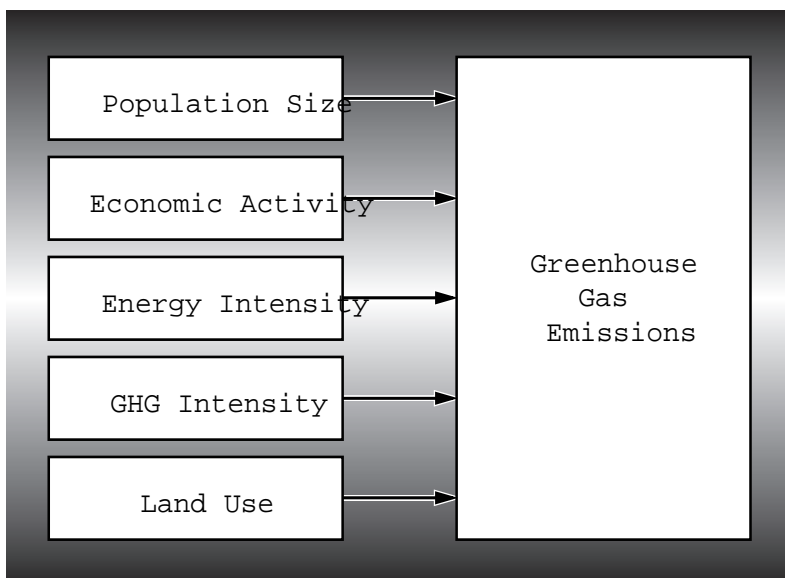 Population Size
Economic Activity
Energy Intensity
GHG Intensity
Land Use
Greenhouse
Gas
Emissions